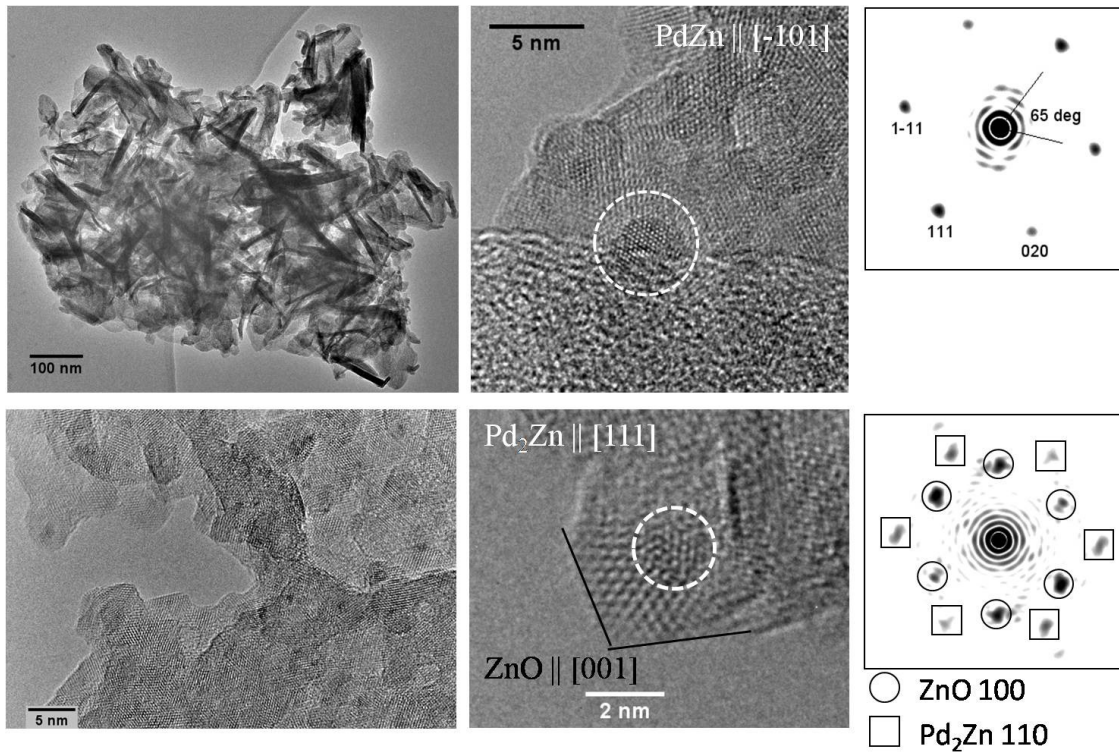 100 nm
5 nm
PdZn || [-101]
65 deg
1-11
111
020
5 nm
Pd₂Zn || [111]
ZnO || [001]
2 nm
ZnO 100
Pd₂Zn 110